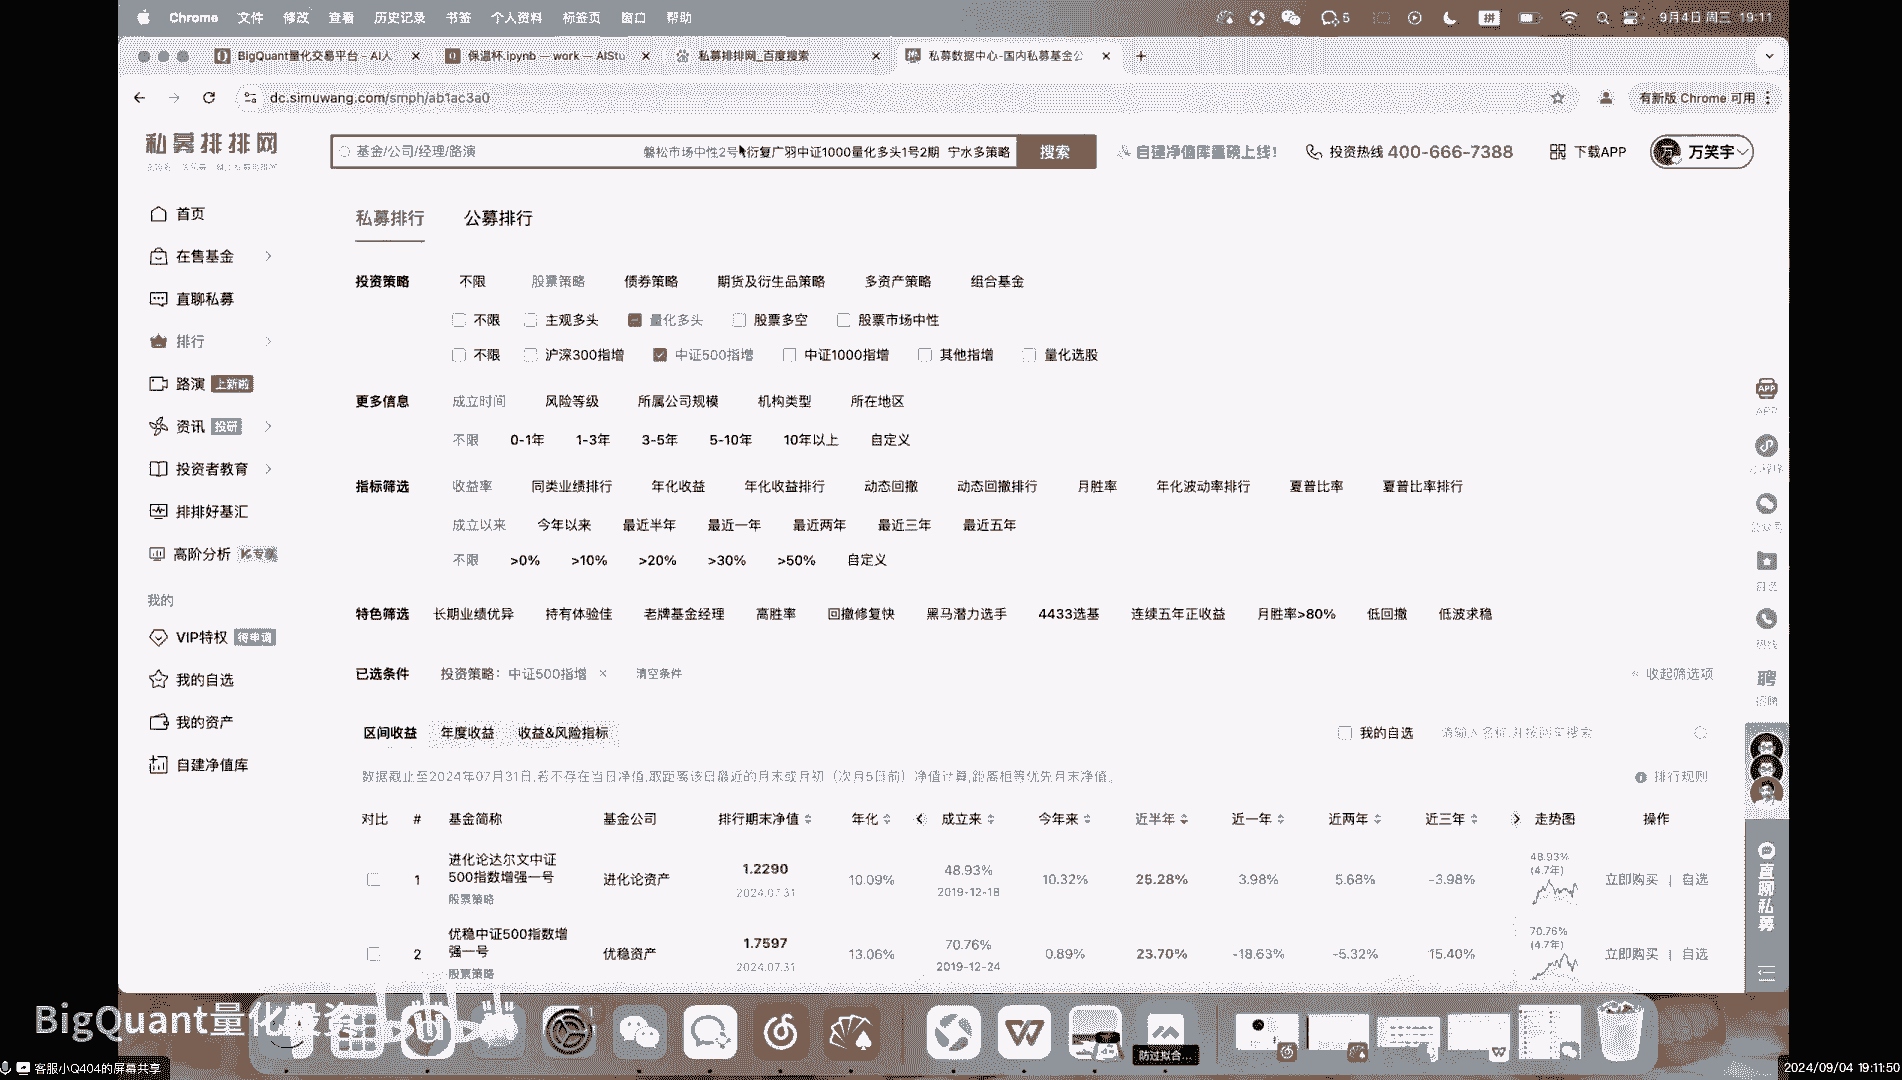 Chrome 文件 修改 查看 历史记录 书签 个人资料 标签页 窗口 帮助
5 拼 9月4日 周三 19:11
BigQuant量化交易平台 - AI人 保温杯.ipynb — work — AIStu 私募排排网_百度搜索 私募数据中心-国内私募基金公
dc.simuwang.com/smph/ab1ac3a0 有新版 Chrome 可用
私募排排网
基金/公司/经理/路演 磐松市场中性2号 衍复广羽中证1000量化多头1号2期 宁水多策略 搜索 自建净值库重磅上线! 投资热线 400-666-7388 下载APP 万笑宇
首页
在售基金
直聊私募
排行
路演 上新啦
资讯 投研
投资者教育
排排好基汇
高阶分析
我的
VIP特权 待申请
我的自选
我的资产
自建净值库
私募排行 公募排行
投资策略 不限 股票策略 债券策略 期货及衍生品策略 多资产策略 组合基金
不限 主观多头 量化多头 股票多空 股票市场中性
不限 沪深300指增 中证500指增 中证1000指增 其他指增 量化选股
更多信息 成立时间 风险等级 所属公司规模 机构类型 所在地区
不限 0-1年 1-3年 3-5年 5-10年 10年以上 自定义
指标筛选 收益率 同类业绩排行 年化收益 年化收益排行 动态回撤 动态回撤排行 月胜率 年化波动率排行 夏普比率 夏普比率排行
成立以来 今年以来 最近半年 最近一年 最近两年 最近三年 最近五年
不限 >0% >10% >20% >30% >50% 自定义
特色筛选 长期业绩优异 持有体验佳 老牌基金经理 高胜率 回撤修复快 黑马潜力选手 4433选基 连续五年正收益 月胜率>80% 低回撤 低波求稳
已选条件 投资策略：中证500指增 × 清空条件 收起筛选项
区间收益 年度收益 收益&风险指标 我的自选 请输入名称,并按回车搜索
数据截止至2024年07月31日,若不存在当日净值,取距离该日最近的月末或月初（次月5日前）净值计算,距离相等优先月末净值。 排行规则
对比 # 基金简称 基金公司 排行期末净值 年化 成立来 今年来 近半年 近一年 近两年 近三年 走势图 操作
1 进化论达尔文中证500指数增强一号 股票策略 进化论资产 1.2290 2024.07.31 10.09% 48.93% 2019-12-18 10.32% 25.28% 3.98% 5.68% -3.98% 48.93% (4.7年) 立即购买 | 自选
2 优稳中证500指数增强一号 股票策略 优稳资产 1.7597 2024.07.31 13.06% 70.76% 2019-12-24 0.89% 23.70% -18.63% -5.32% 15.40% 70.76% (4.7年) 立即购买 | 自选
APP
聘
直聊私募
BigQuant量化投资
防过拟合...
客服小Q404的屏幕共享
2024/09/04 19:11:50